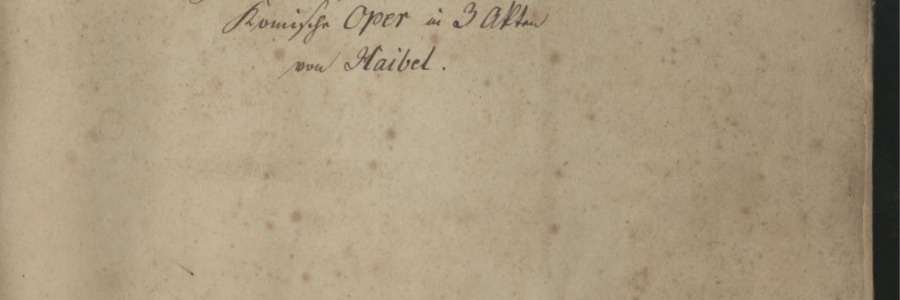 Komische Oper in 3 Akten
von Haibel.